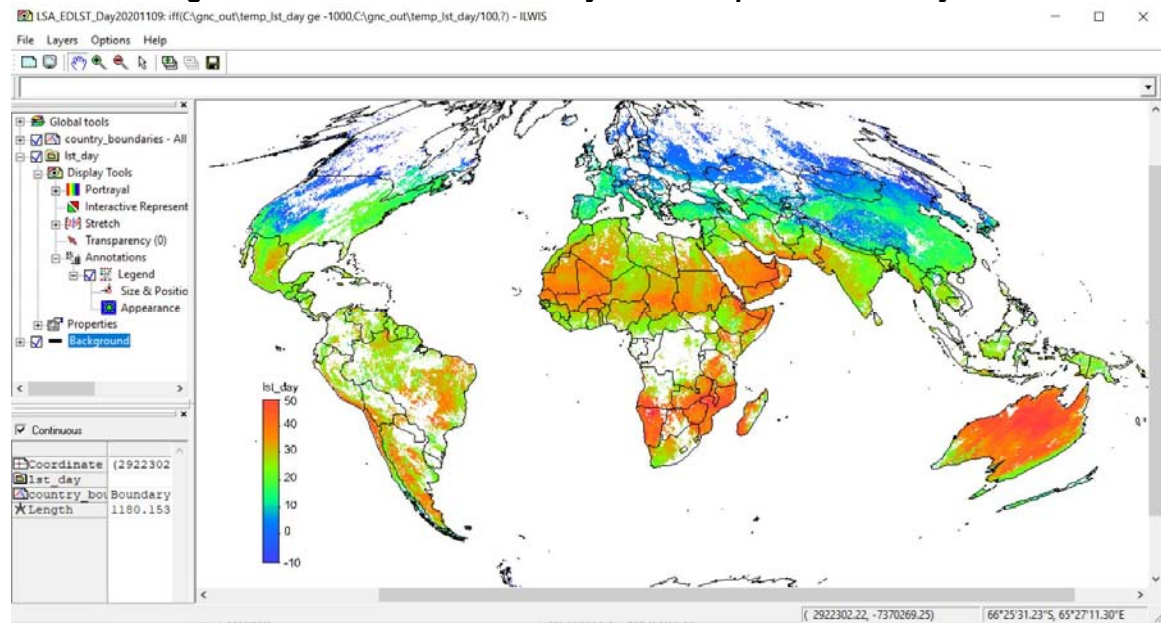 LSA_EDLST_Day20201109: iff(C:\gnc_out\temp_lst_day ge -1000,C:\gnc_out\temp_lst_day/100,?) - ILWIS
File Layers Options Help
Global tools
country_boundaries - All
lst_day
Display Tools
Portrayal
Interactive Represent
Stretch
Transparency (0)
Annotations
Legend
Size & Positio
Appearance
Properties
Background
Continuous
Coordinate (2922302
lst_day
country_bou Boundary
Length 1180.153
lst_day
50
40
30
20
10
0
-10
( 2922302.22, -7370269.25) 66°25'31.23"S, 65°27'11.30"E